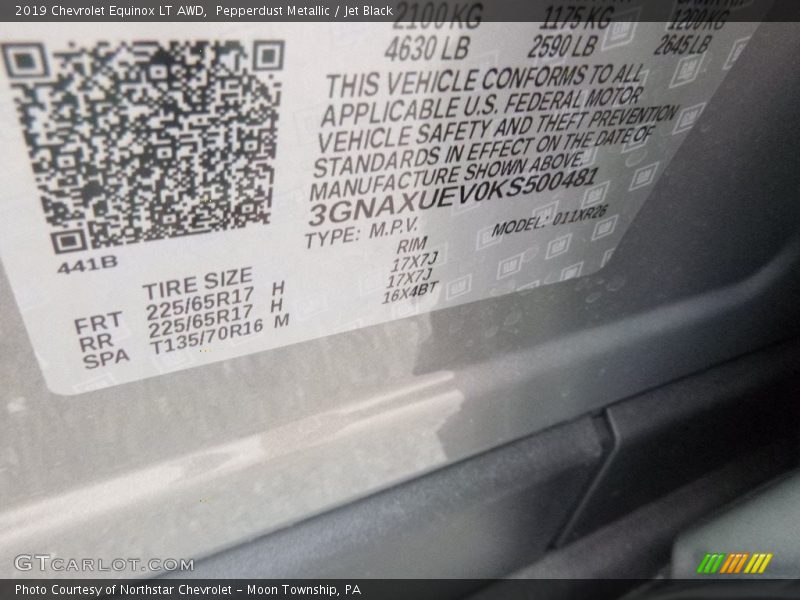 2019 Chevrolet Equinox LT AWD, Pepperdust Metallic / Jet Black
2100 KG 1175 KG 1200 KG
4630 LB 2590 LB 2645 LB
THIS VEHICLE CONFORMS TO ALL
APPLICABLE U.S. FEDERAL MOTOR
VEHICLE SAFETY AND THEFT PREVENTION
STANDARDS IN EFFECT ON THE DATE OF
MANUFACTURE SHOWN ABOVE.
3GNAXUEV0KS500481
TYPE: M.P.V. MODEL: 011XR26
441B
TIRE SIZE RIM
FRT 225/65R17 H 17X7J
RR 225/65R17 H 17X7J
SPA T135/70R16 M 16X4BT
GTCARLOT.COM
Photo Courtesy of Northstar Chevrolet - Moon Township, PA